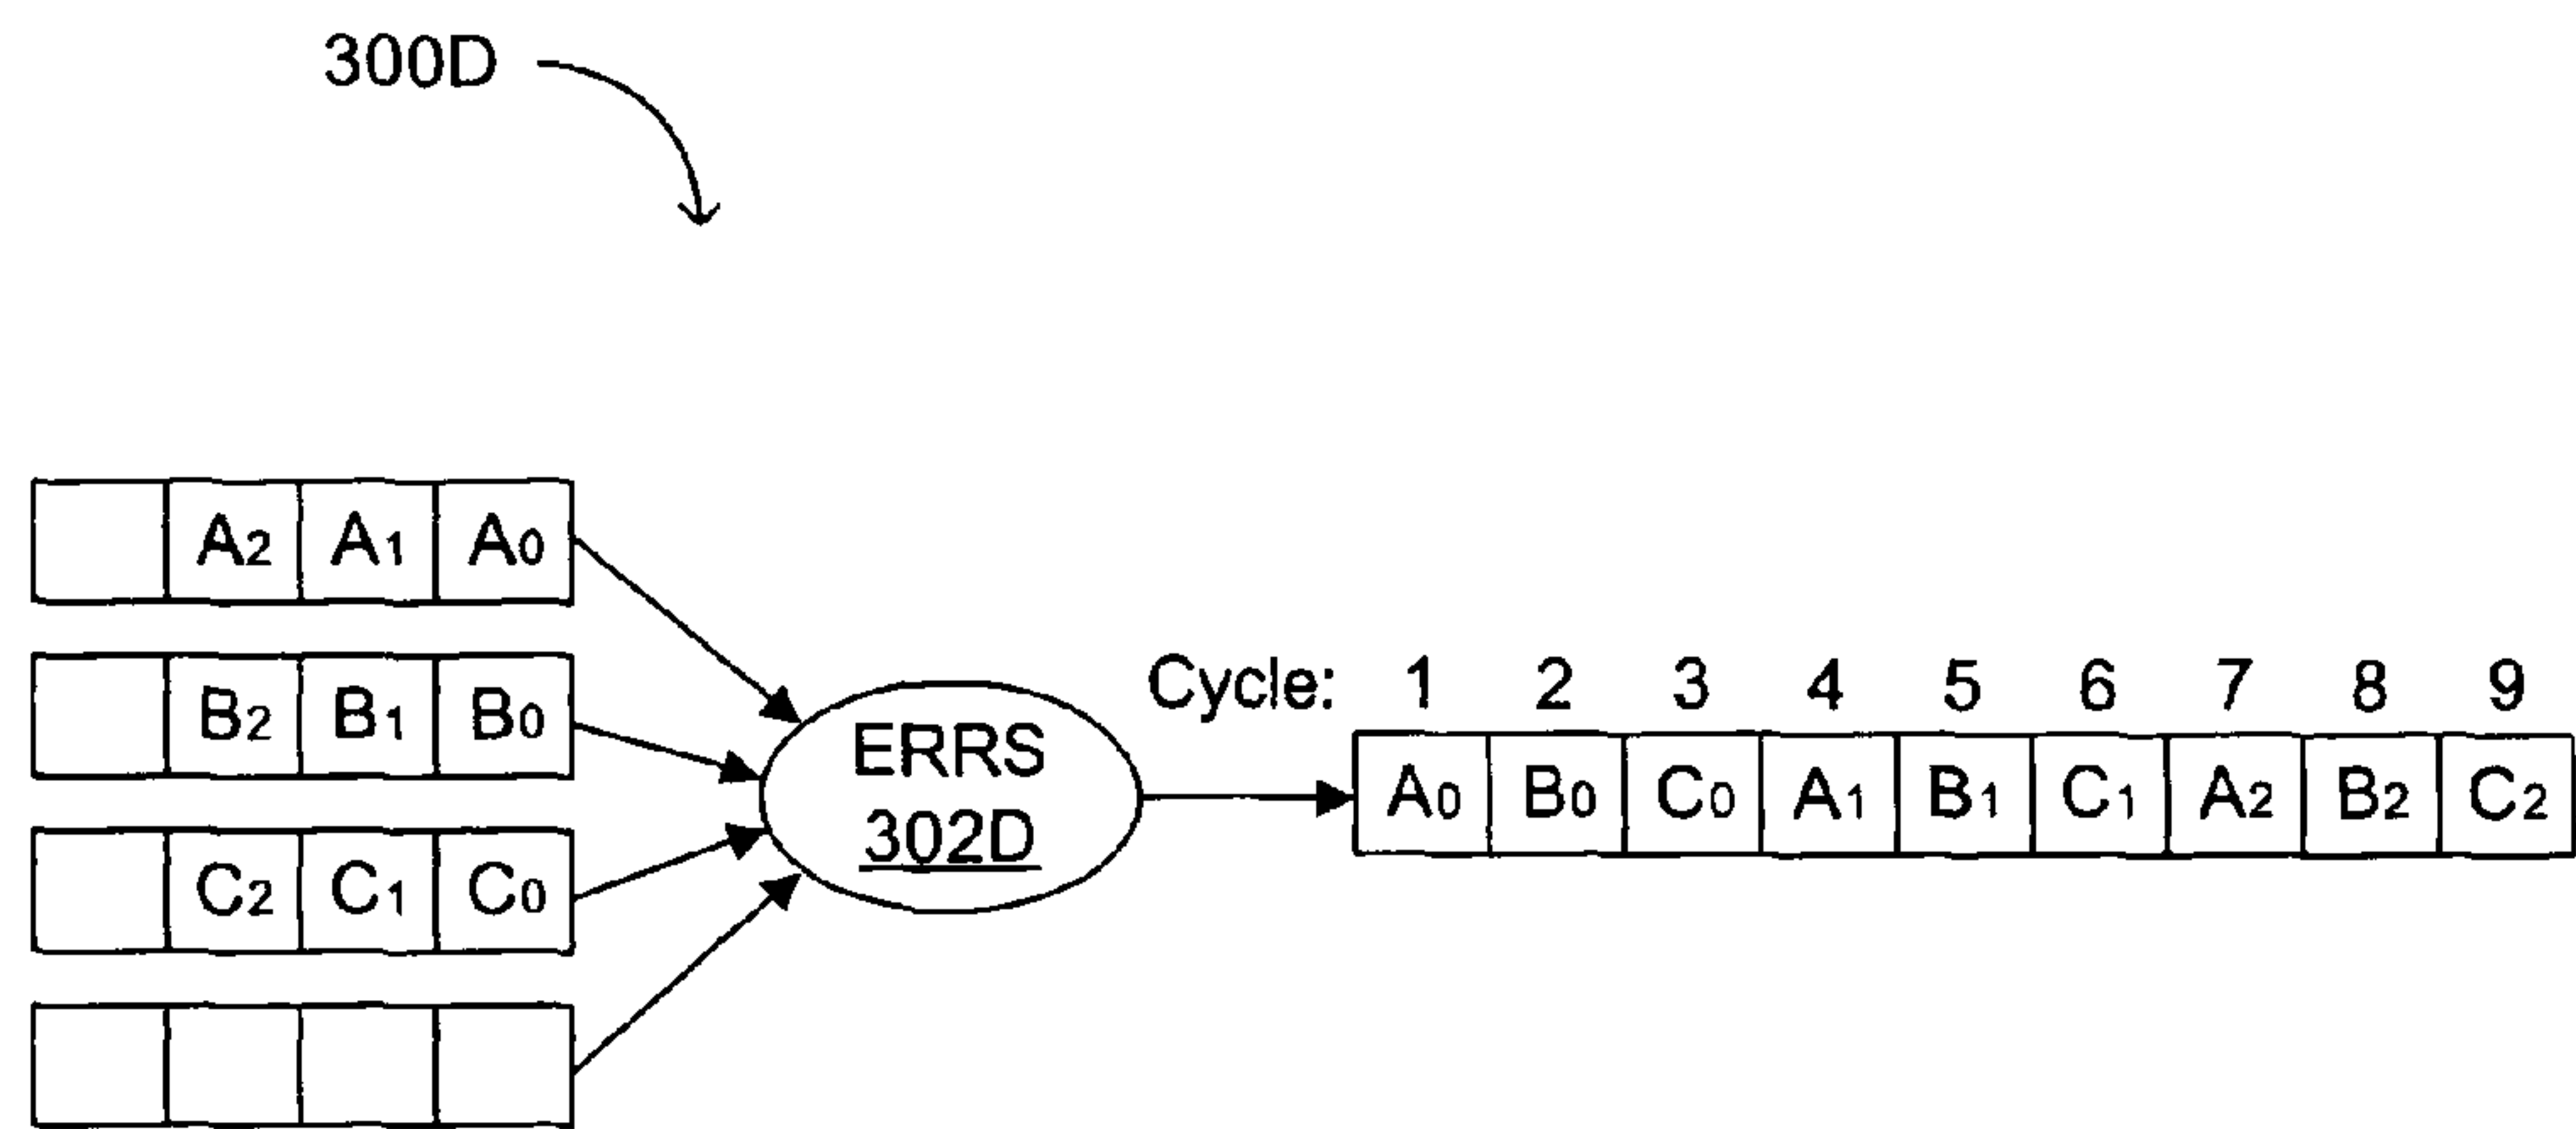 300D
A2 A1 A0
B2 B1 B0
C2 C1 C0
ERRS
302D
Cycle: 1 2 3 4 5 6 7 8 9
A0 B0 C0 A1 B1 C1 A2 B2 C2